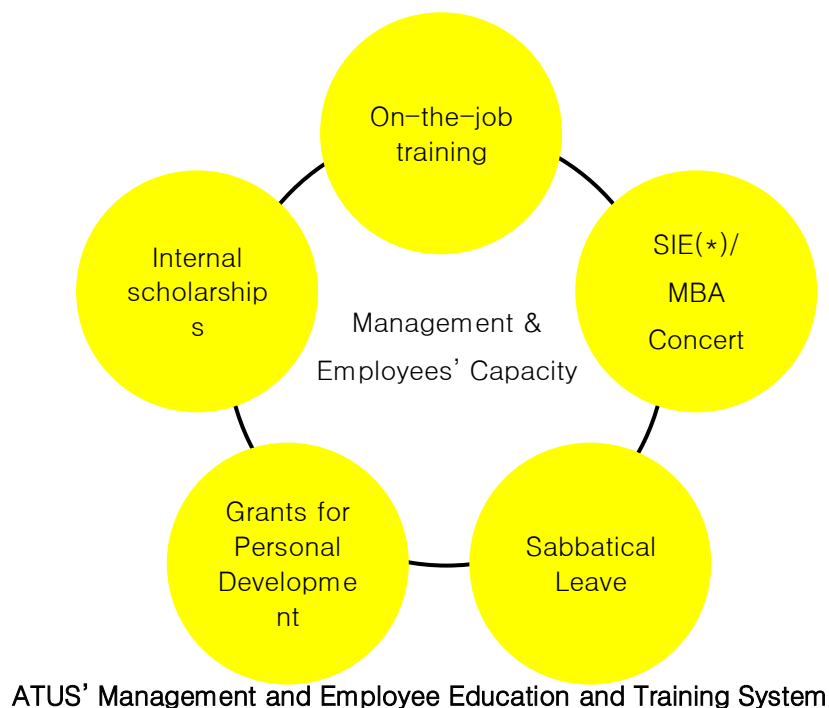 On-the-job
training
SIE(*)/
MBA
Concert
Internal
scholarship
s
Management &
Employees’ Capacity
Grants for
Personal
Developme
nt
Sabbatical
Leave
ATUS’ Management and Employee Education and Training System